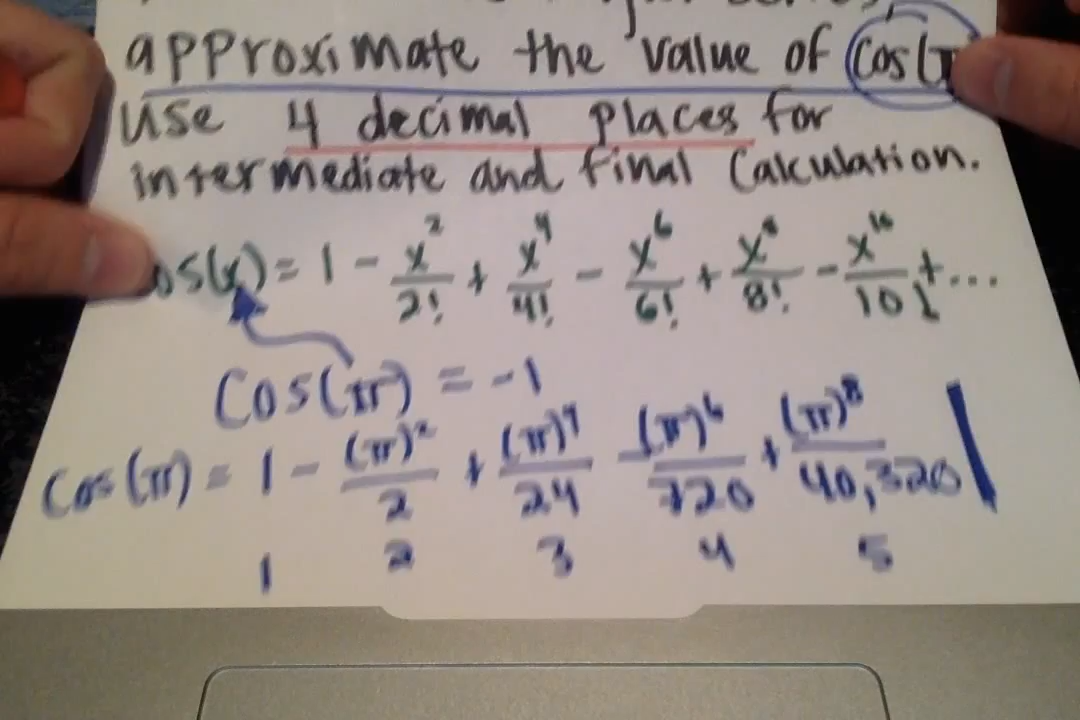 approximate the value of cos(π
Use 4 decimal places for
intermediate and final Calculation.
os(x) = 1 - x²/2! + x⁴/4! - x⁶/6! + x⁸/8! - x¹⁰/10! + ...
Cos(π) = -1
Cos(π) = 1 - (π)²/2 + (π)⁴/24 - (π)⁶/720 + (π)⁸/40,320
1 2 3 4 5